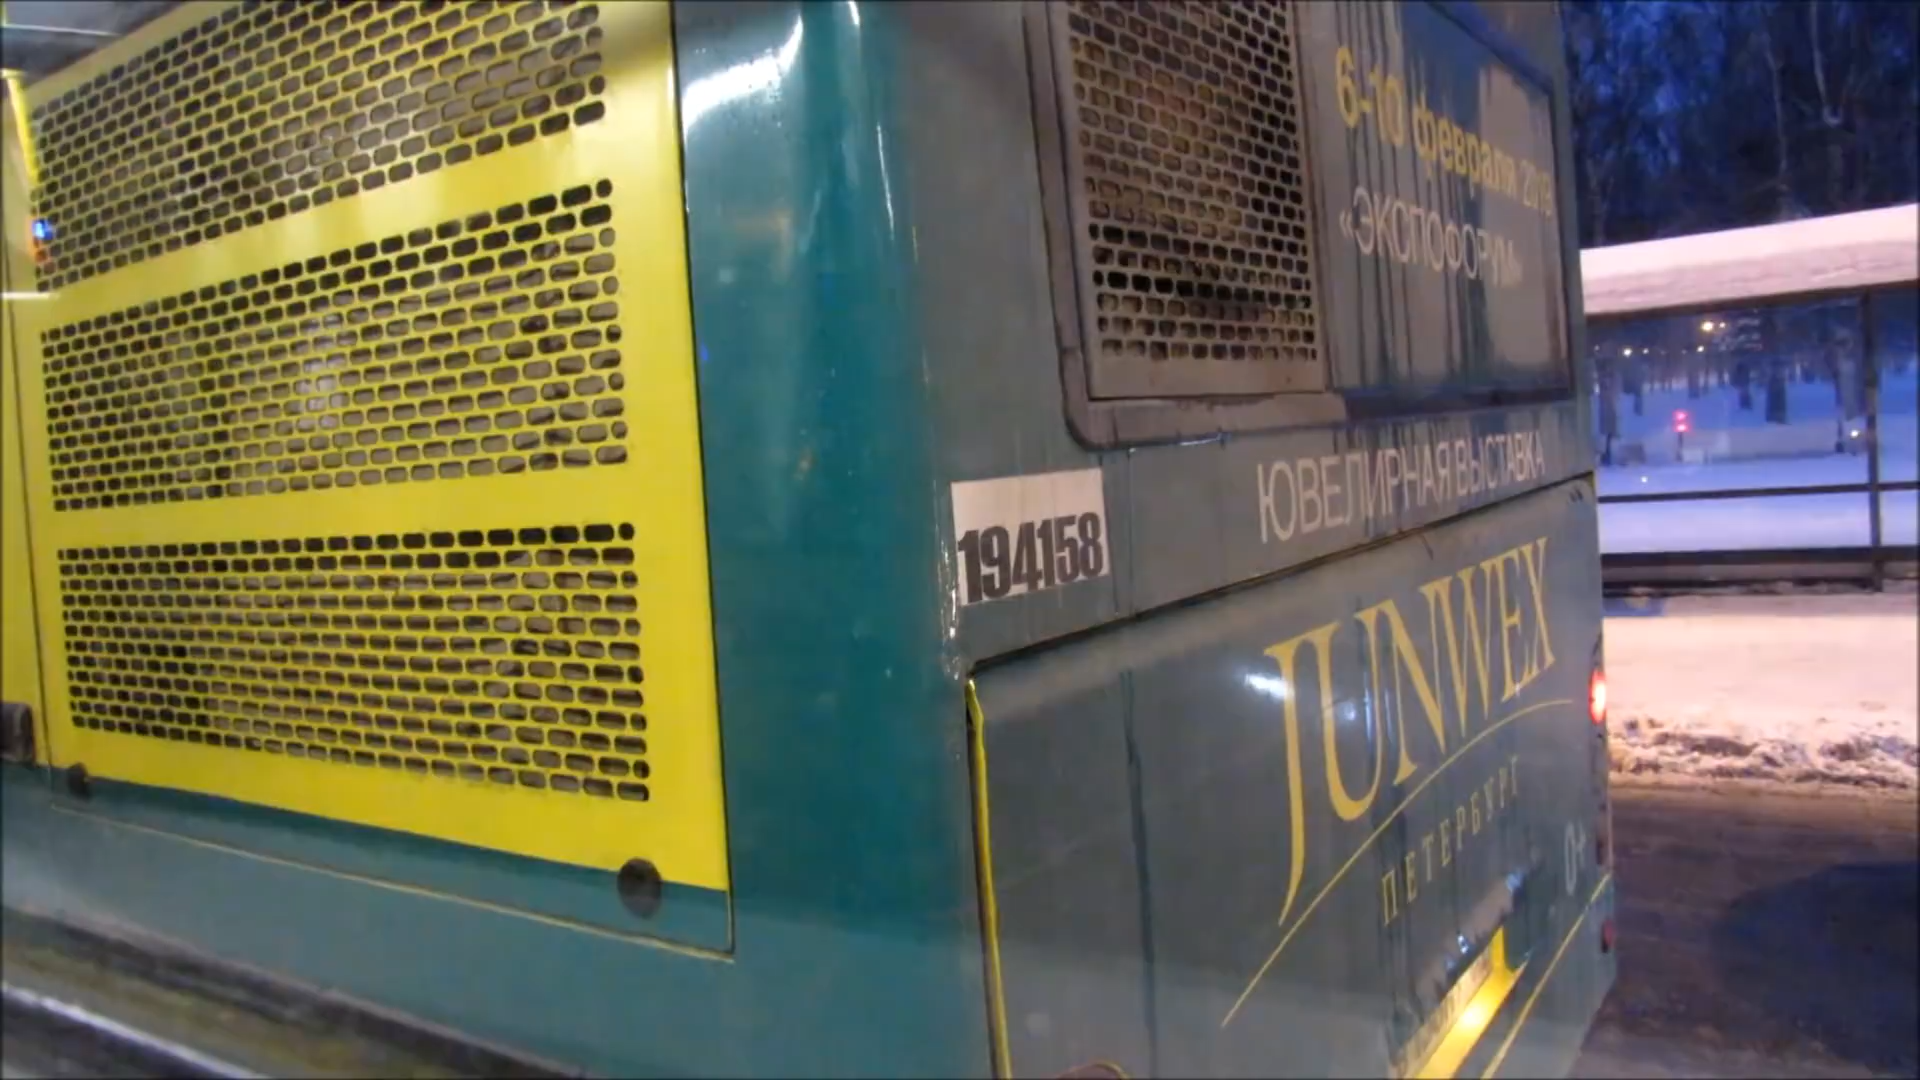 6-10 февраля 2019
«ЭКСПОФОРУМ»
ЮВЕЛИРНАЯ ВЫСТАВКА
194158
JUNWEX
ПЕТЕРБУРГ
0+